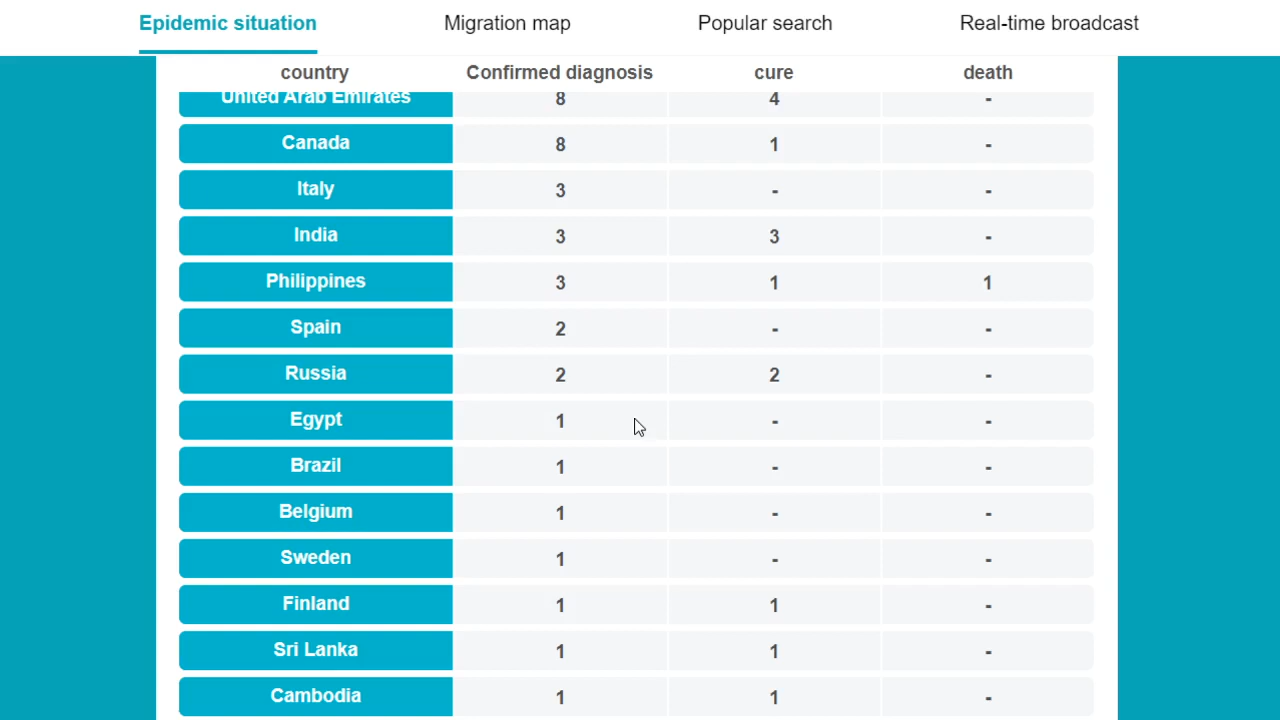 Epidemic situation Migration map Popular search Real-time broadcast
country Confirmed diagnosis cure death
United Arab Emirates 8 4 -
Canada 8 1 -
Italy 3 - -
India 3 3 -
Philippines 3 1 1
Spain 2 - -
Russia 2 2 -
Egypt 1 - -
Brazil 1 - -
Belgium 1 - -
Sweden 1 - -
Finland 1 1 -
Sri Lanka 1 1 -
Cambodia 1 1 -